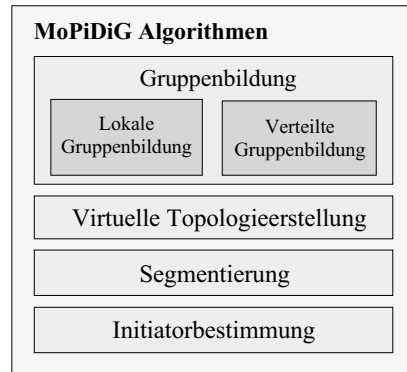 MoPiDiG Algorithmen
Gruppenbildung
Lokale
Gruppenbildung
Verteilte
Gruppenbildung
Virtuelle Topologieerstellung
Segmentierung
Initiatorbestimmung